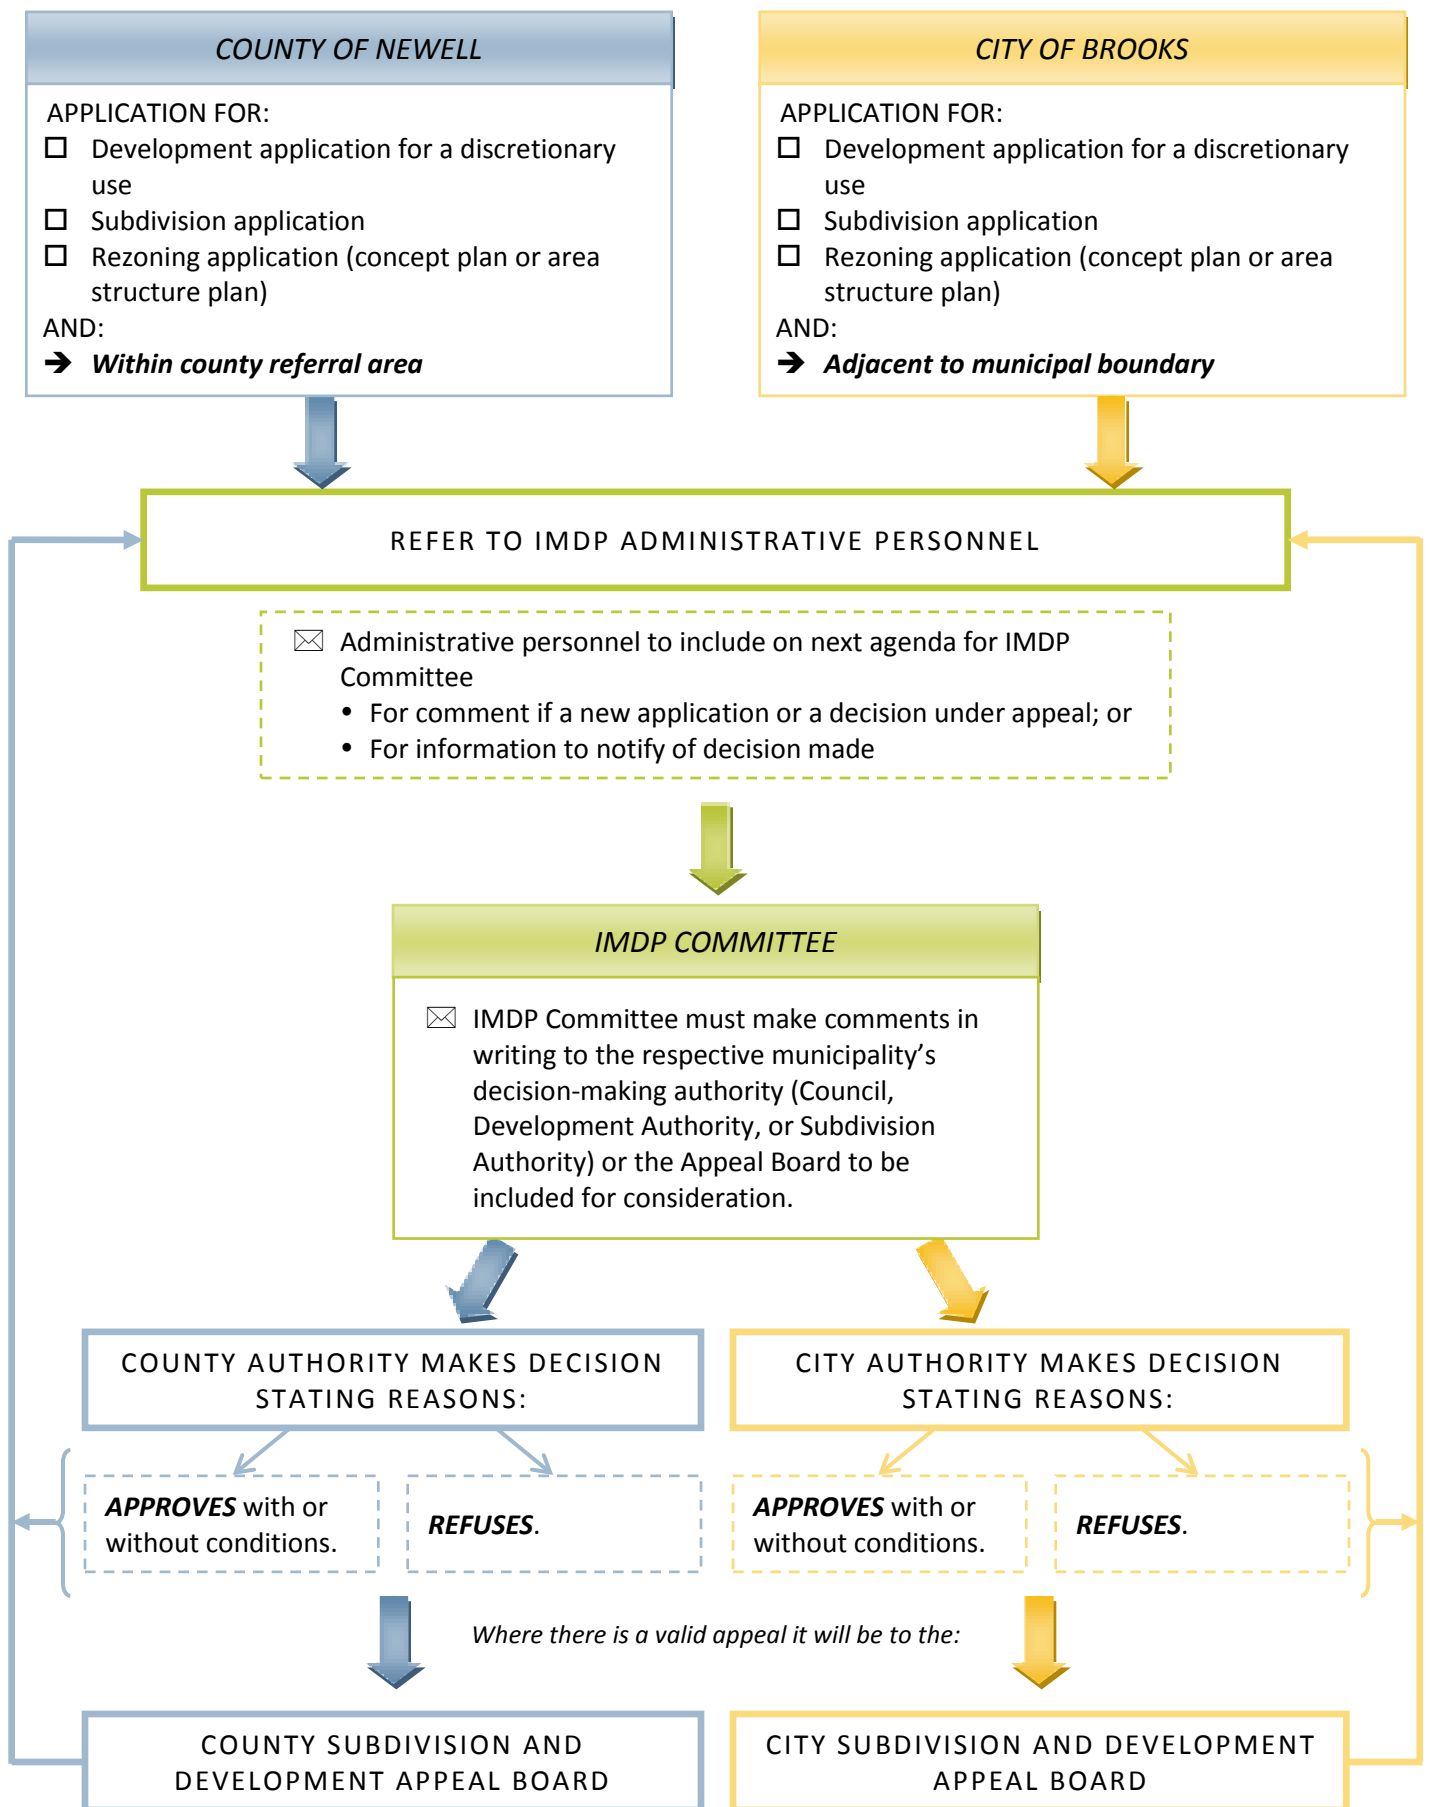 COUNTY OF NEWELL
APPLICATION FOR:
☐ Development application for a discretionary
use
☐ Subdivision application
☐ Rezoning application (concept plan or area
structure plan)
AND:
➔ Within county referral area
CITY OF BROOKS
APPLICATION FOR:
☐ Development application for a discretionary
use
☐ Subdivision application
☐ Rezoning application (concept plan or area
structure plan)
AND:
➔ Adjacent to municipal boundary
REFER TO IMDP ADMINISTRATIVE PERSONNEL
Administrative personnel to include on next agenda for IMDP
Committee
• For comment if a new application or a decision under appeal; or
• For information to notify of decision made
IMDP COMMITTEE
IMDP Committee must make comments in
writing to the respective municipality’s
decision-making authority (Council,
Development Authority, or Subdivision
Authority) or the Appeal Board to be
included for consideration.
COUNTY AUTHORITY MAKES DECISION
STATING REASONS:
APPROVES with or
without conditions.
REFUSES.
CITY AUTHORITY MAKES DECISION
STATING REASONS:
APPROVES with or
without conditions.
REFUSES.
Where there is a valid appeal it will be to the:
COUNTY SUBDIVISION AND
DEVELOPMENT APPEAL BOARD
CITY SUBDIVISION AND DEVELOPMENT
APPEAL BOARD